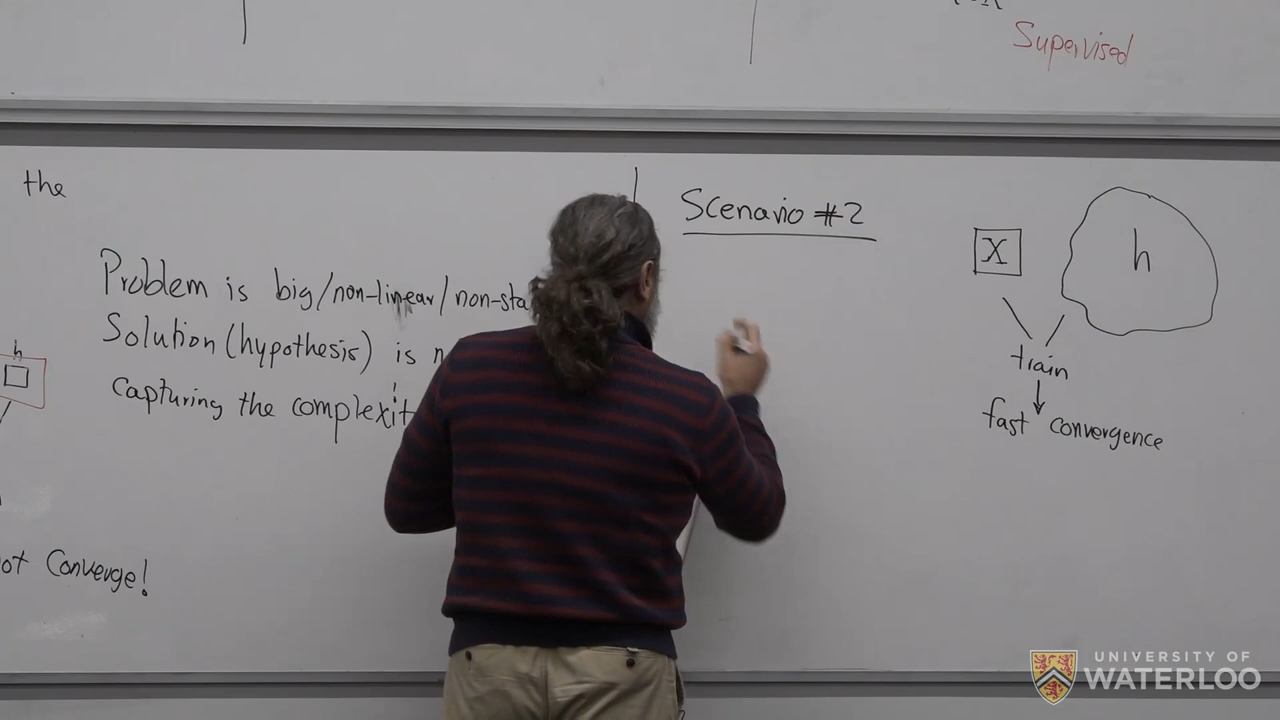 Supervised
the
Problem is big/non-linear/non-sta
Solution (hypothesis) is n
capturing the complexit
h
ot Converge!
Scenario #2
X
h
train
fast convergence
UNIVERSITY OF
WATERLOO